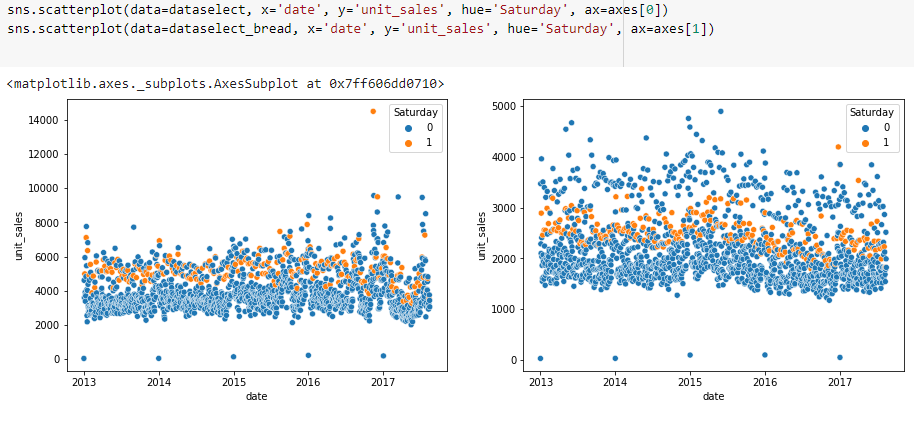 sns.scatterplot(data=dataselect, x='date', y='unit_sales', hue='Saturday', ax=axes[0])
sns.scatterplot(data=dataselect_bread, x='date', y='unit_sales', hue='Saturday', ax=axes[1])
<matplotlib.axes._subplots.AxesSubplot at 0x7ff606dd0710>
Saturday
0
1
14000
12000
10000
8000
6000
4000
2000
0
unit_sales
2013 2014 2015 2016 2017
date
Saturday
0
1
5000
4000
3000
2000
1000
0
unit_sales
2013 2014 2015 2016 2017
date